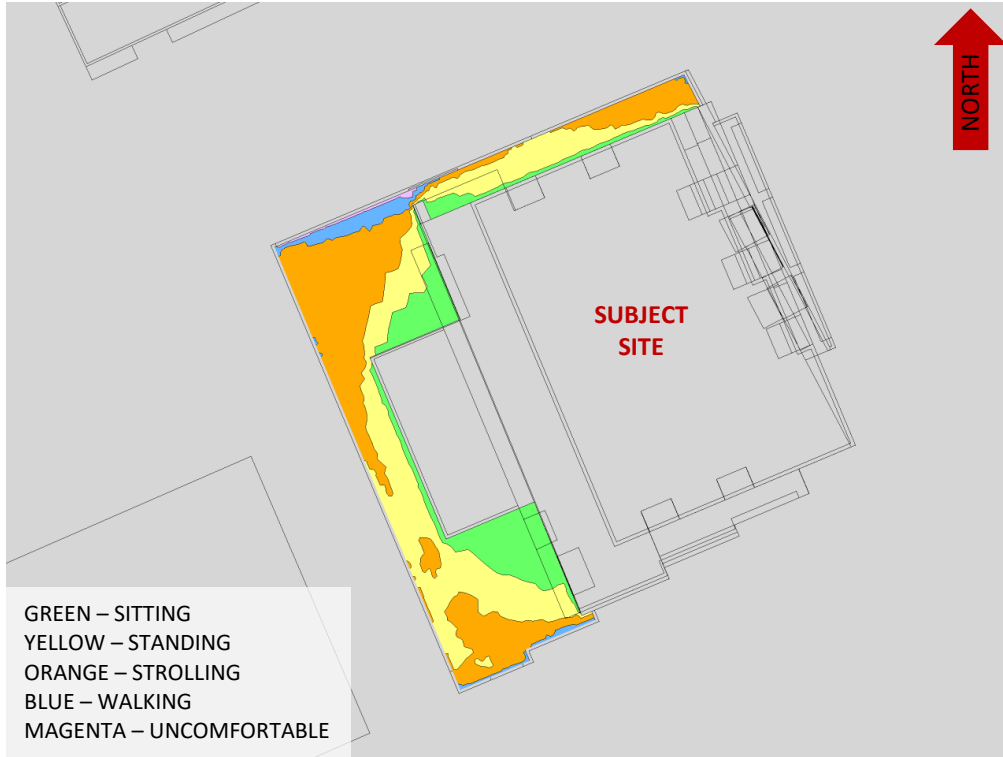 NORTH
SUBJECT
SITE
GREEN – SITTING
YELLOW – STANDING
ORANGE – STROLLING
BLUE – WALKING
MAGENTA – UNCOMFORTABLE